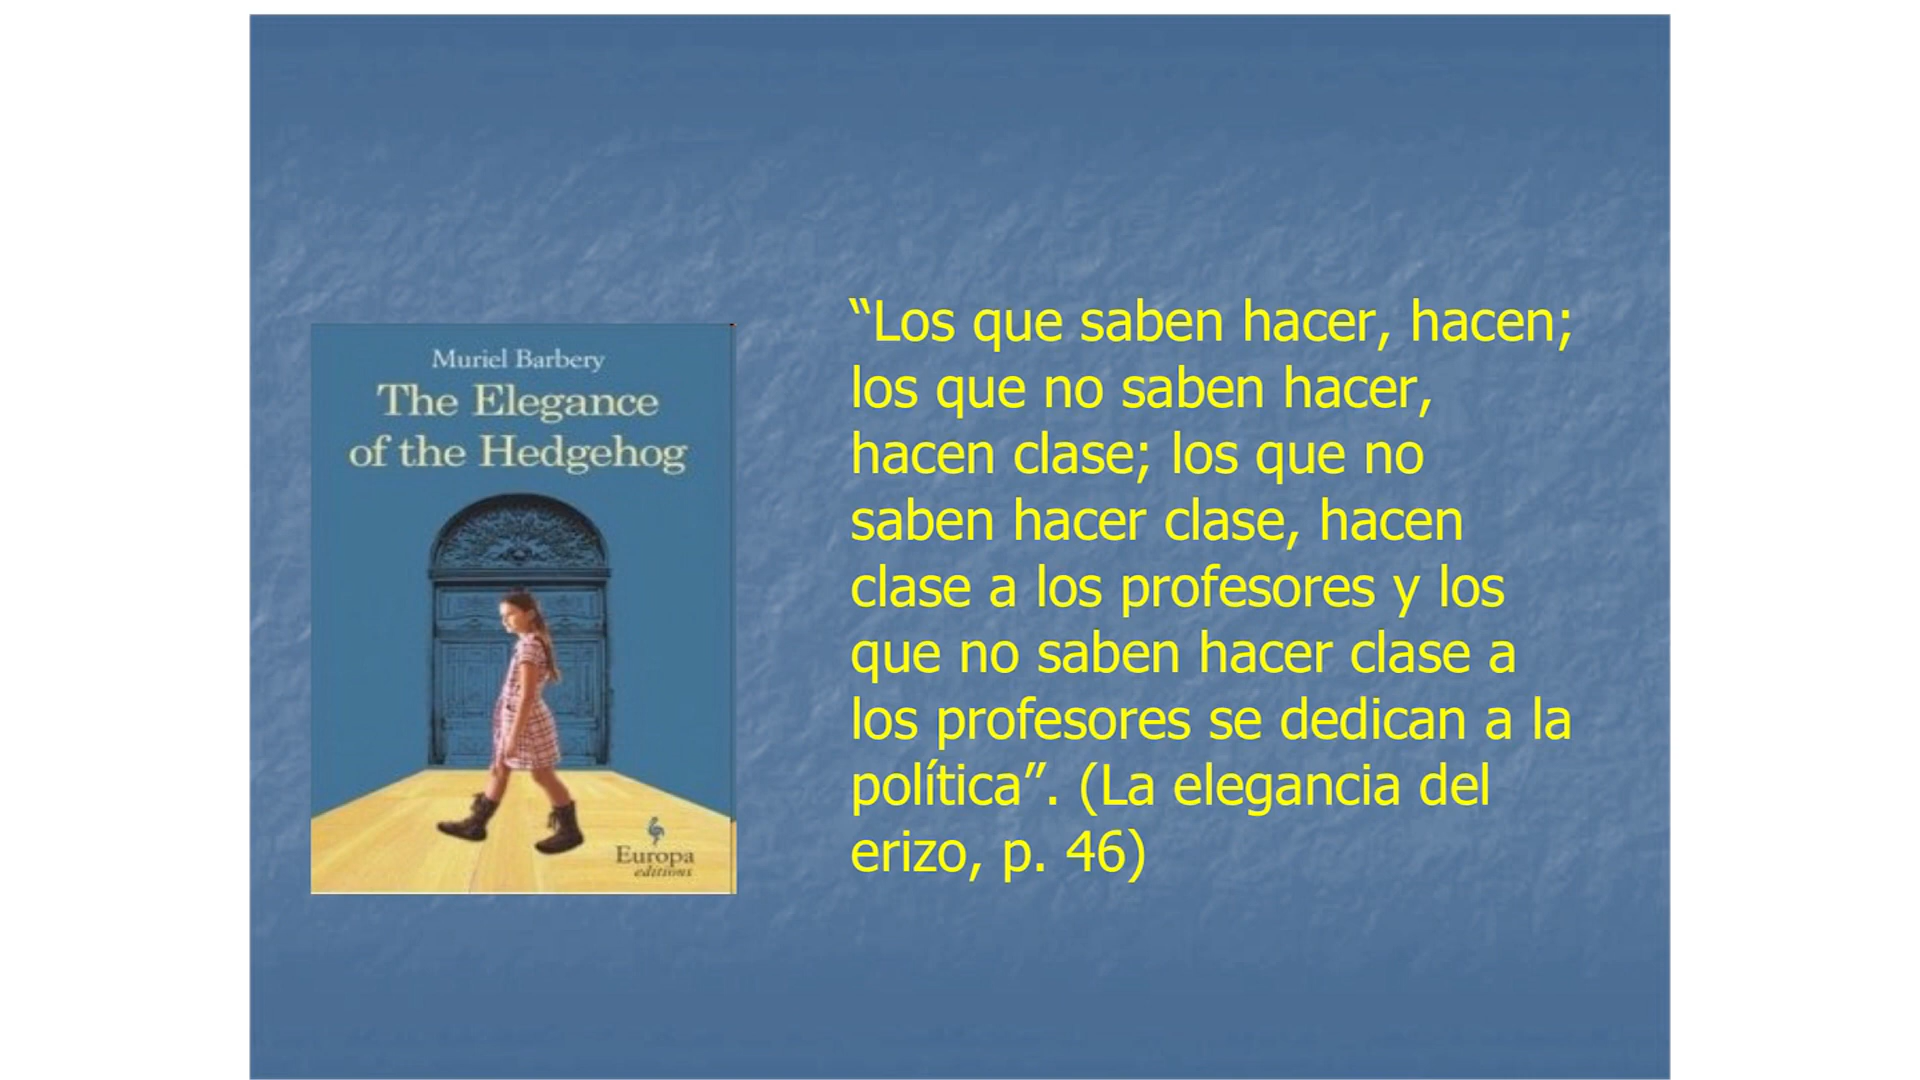 Muriel Barbery
The Elegance
of the Hedgehog
Europa
editions
“Los que saben hacer, hacen;
los que no saben hacer,
hacen clase; los que no
saben hacer clase, hacen
clase a los profesores y los
que no saben hacer clase a
los profesores se dedican a la
política”. (La elegancia del
erizo, p. 46)